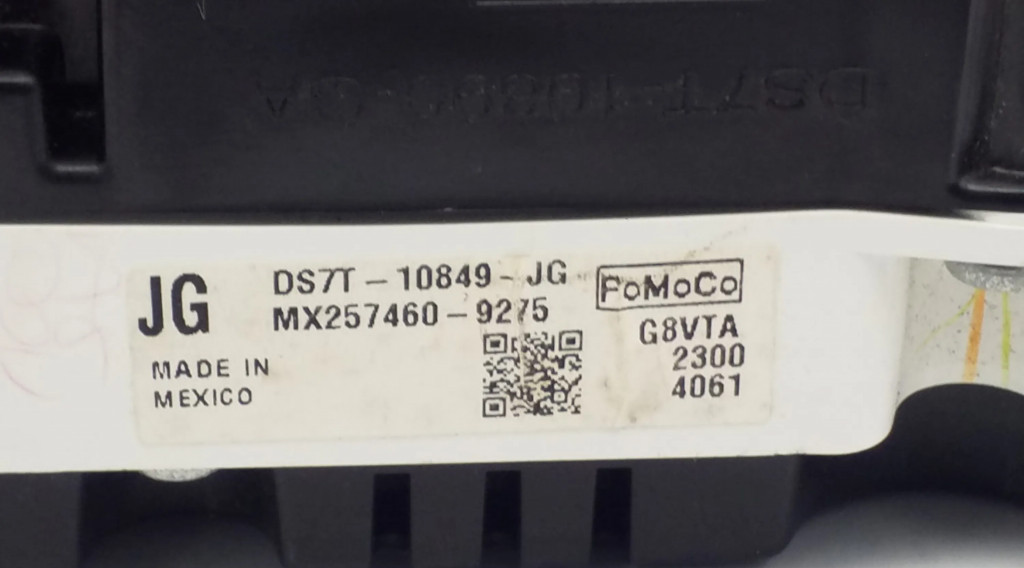 JG
DS7T-10849-JG
MX257460-9275
FoMoCo
G8VTA
2300
4061
MADE IN
MEXICO